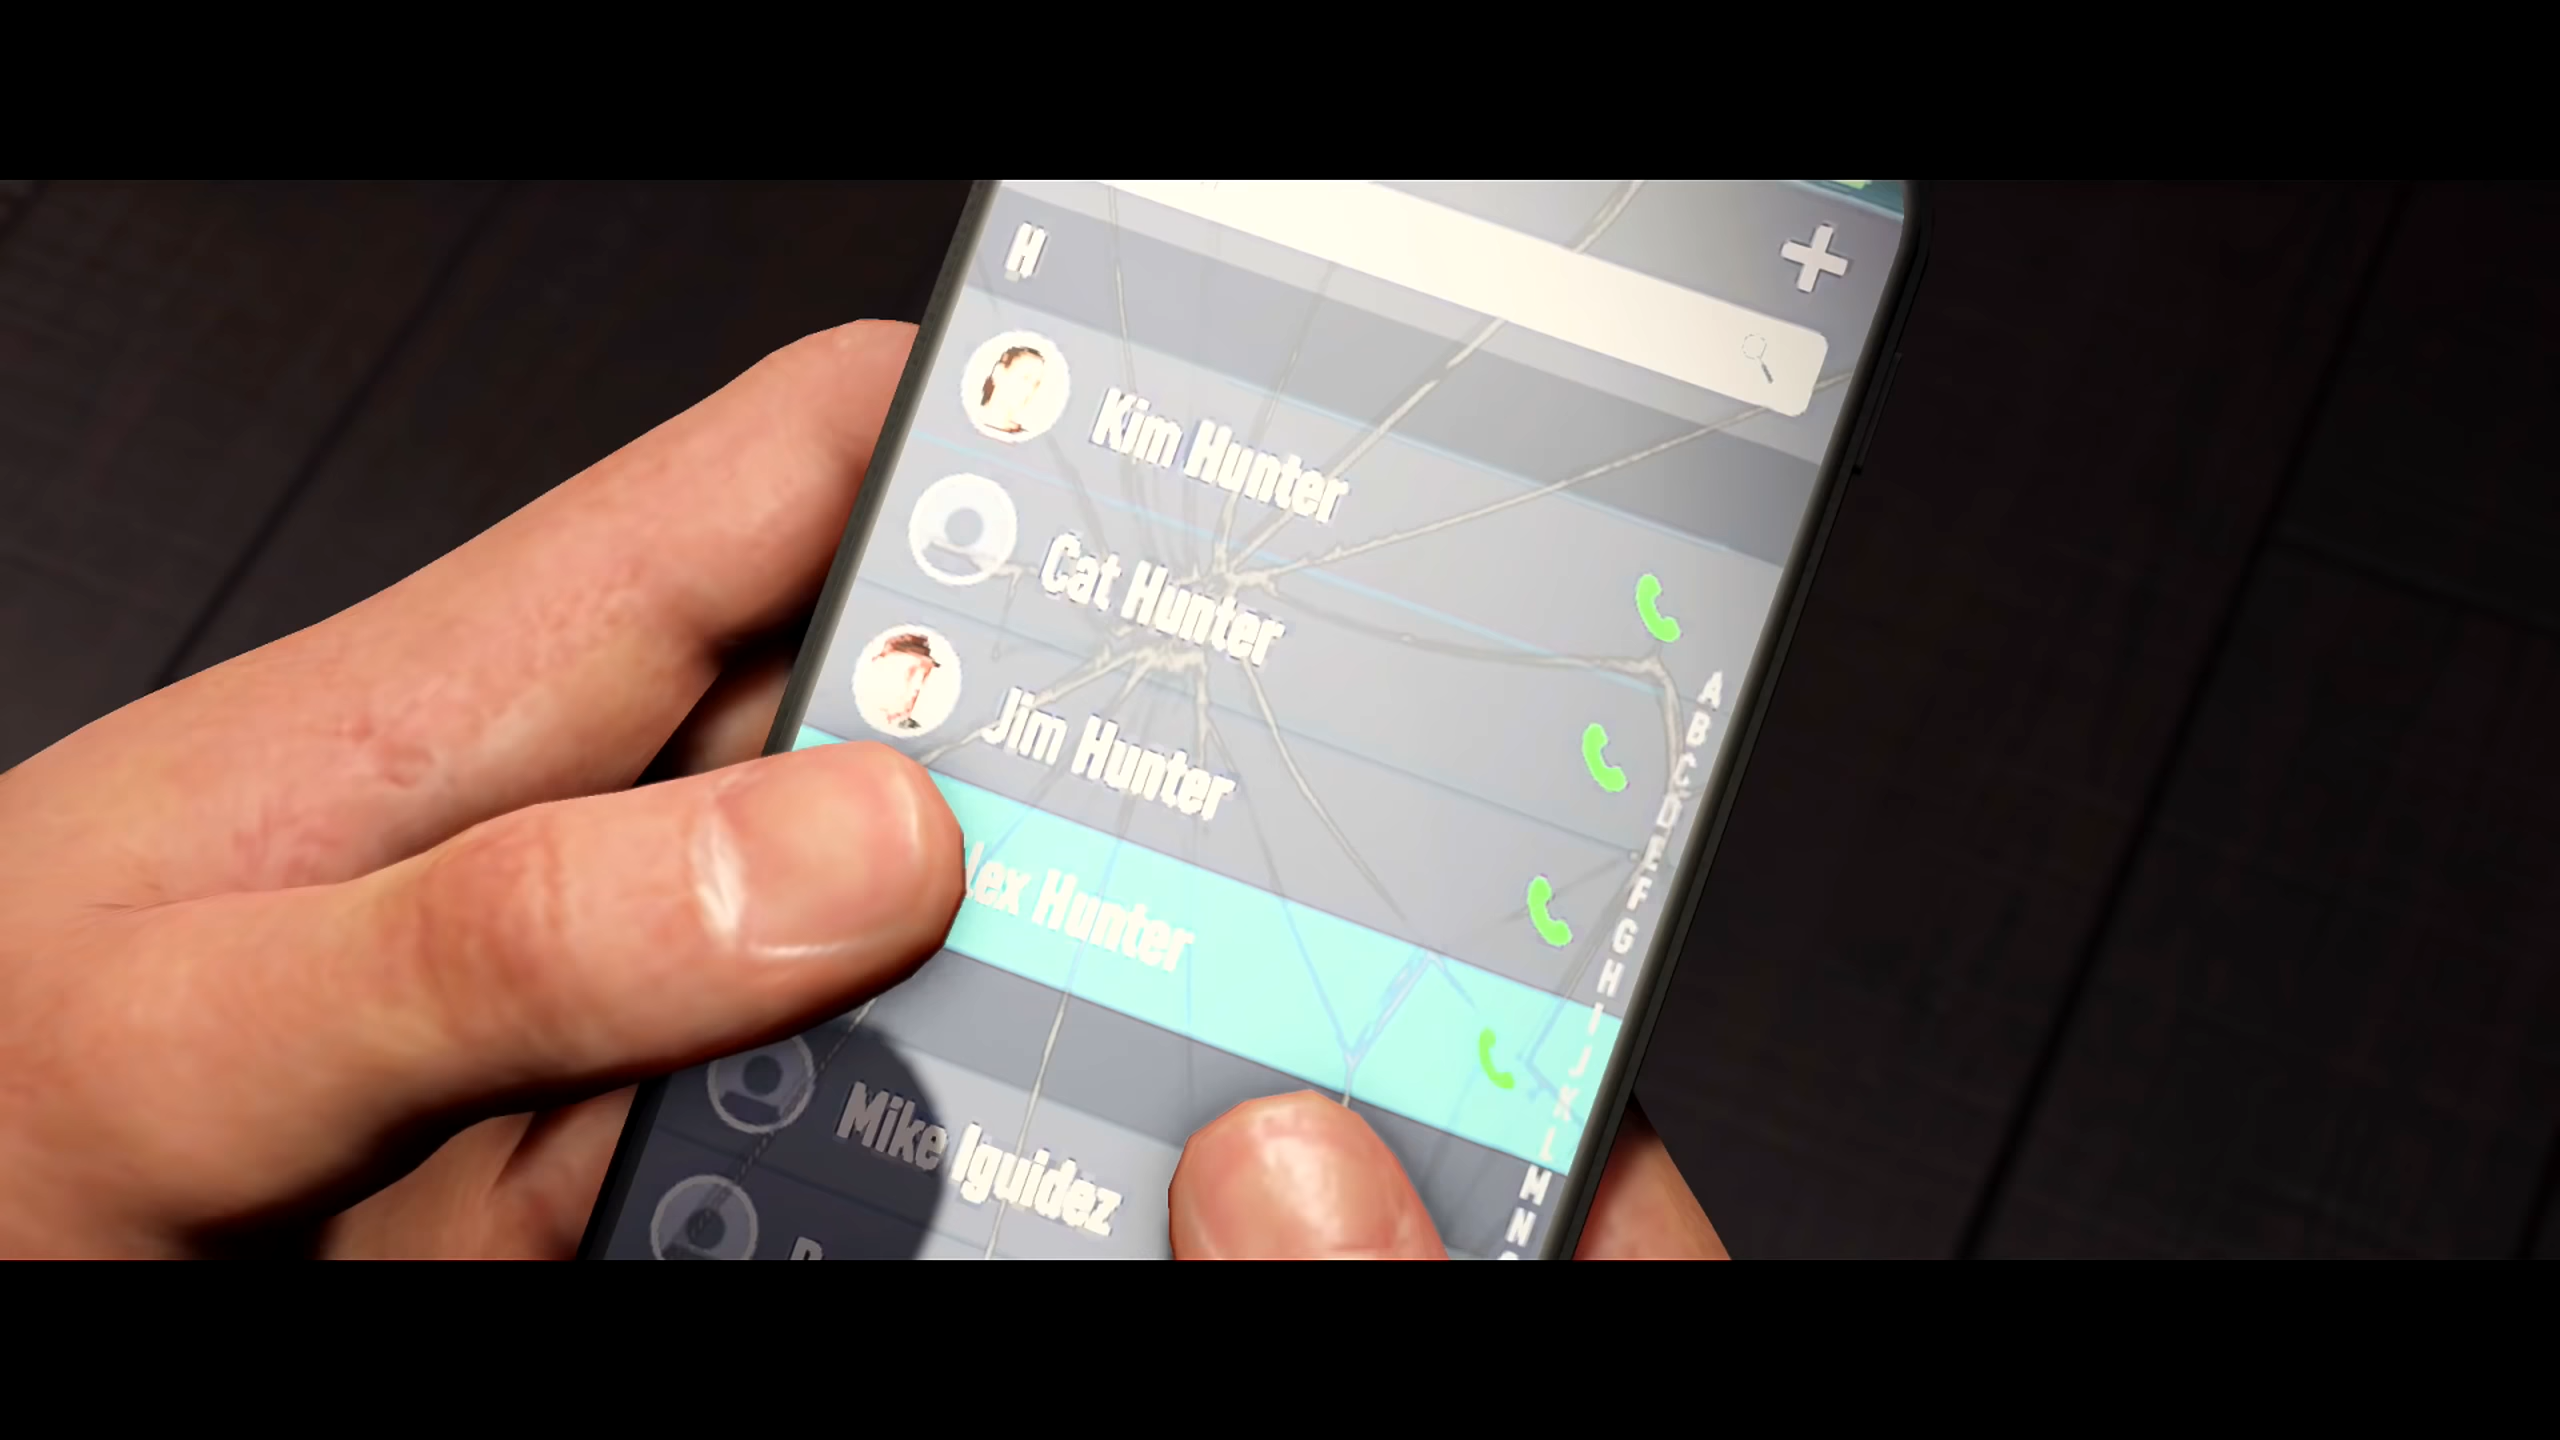 H
Kim Hunter
Cat Hunter
Jim Hunter
lex Hunter
Mike Iguidez
A
B
C
D
E
F
G
H
I
J
K
L
M
N